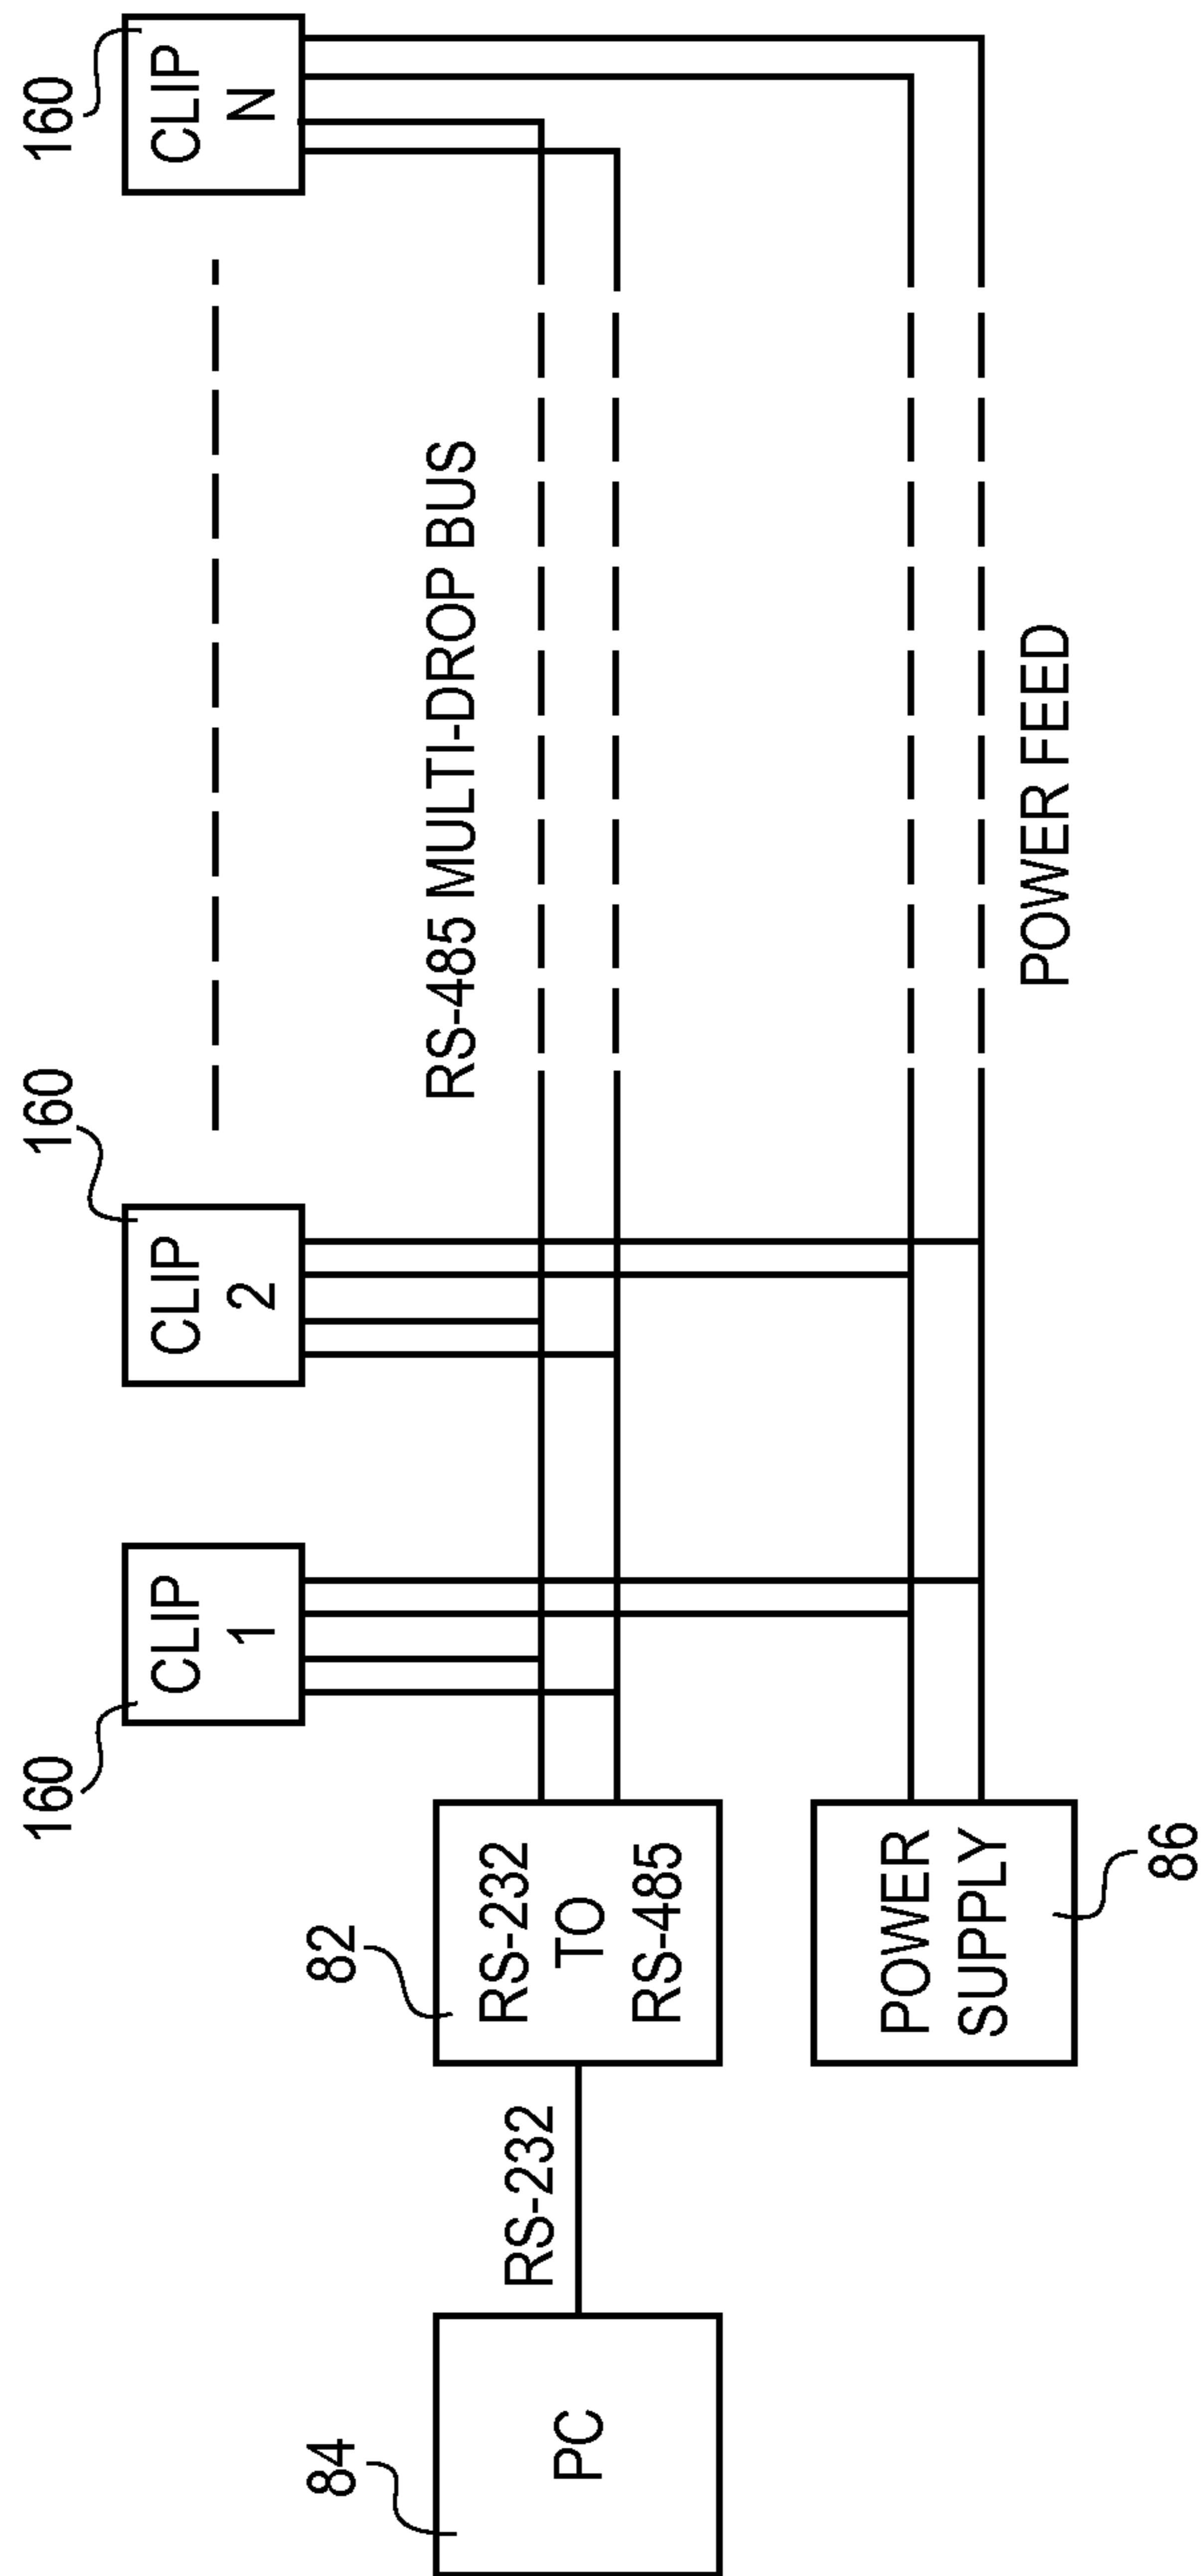 160
160
160
CLIP
1
CLIP
2
CLIP
N
RS-485 MULTI-DROP BUS
84
82
PC
RS-232
RS-232
TO
RS-485
POWER
SUPPLY
POWER FEED
86